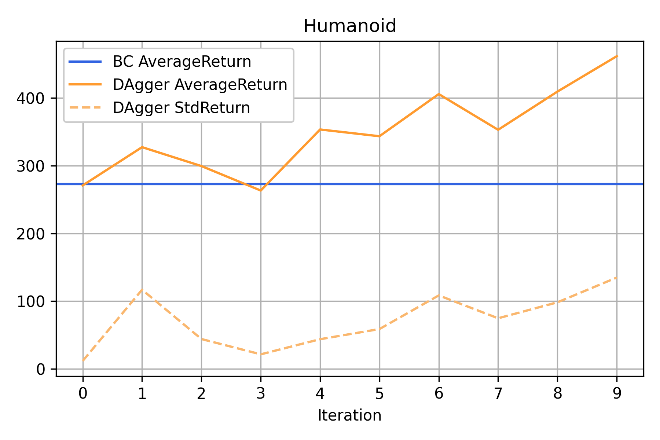 Humanoid
BC AverageReturn
DAgger AverageReturn
DAgger StdReturn
400
300
200
100
0
0 1 2 3 4 5 6 7 8 9
Iteration